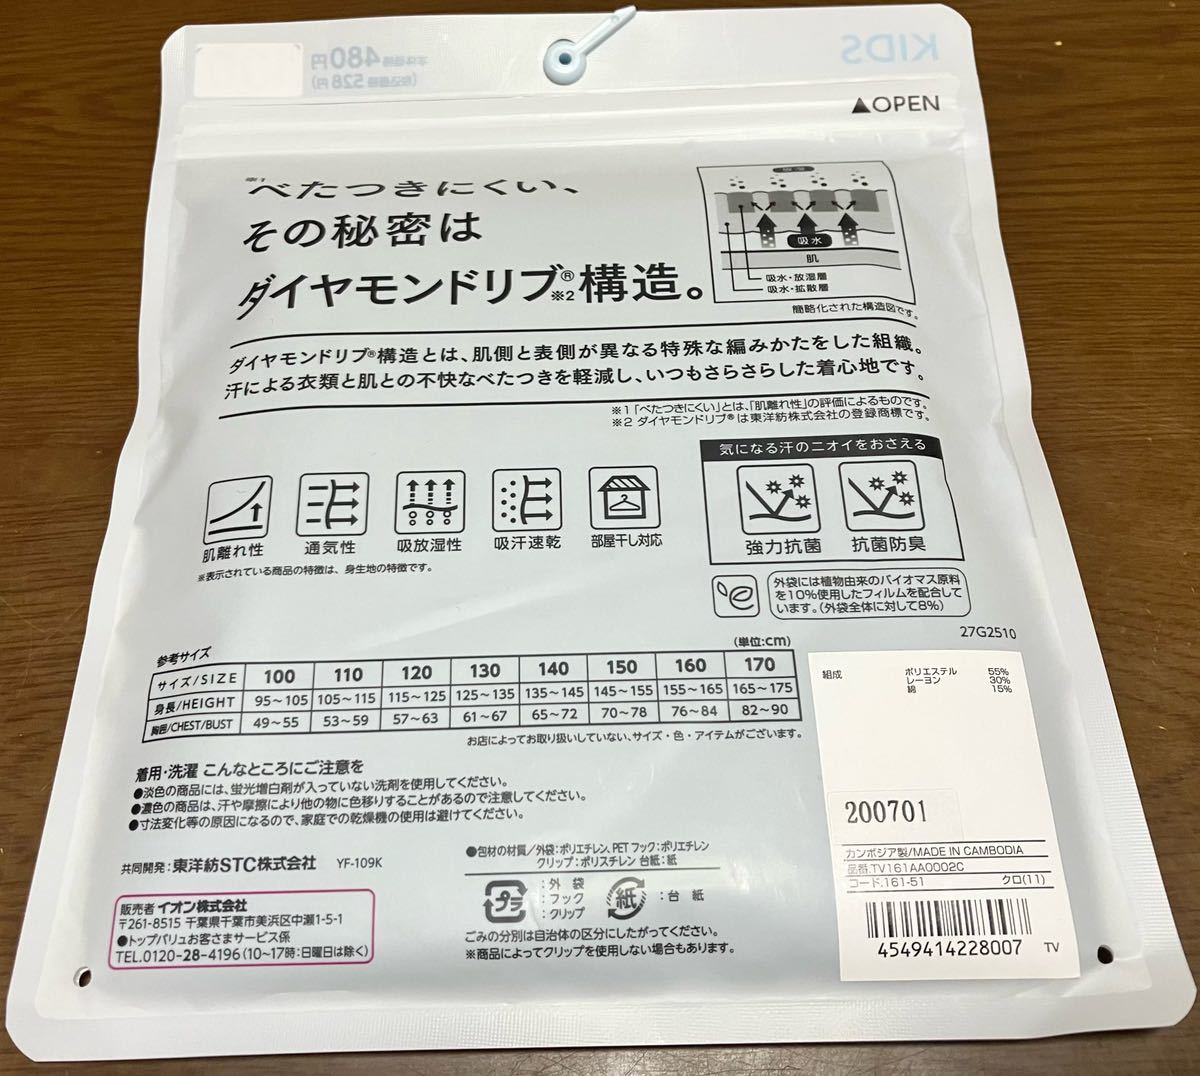 KIDS
本体価格480円
(税込価格528円)
▲OPEN
※1
べたつきにくい、
その秘密は
ダイヤモンドリブ®※2構造。
吸水
肌
吸水・放湿層
吸水・拡散層
簡略化された構造図です。
ダイヤモンドリブ®構造とは、肌側と表側が異なる特殊な編みかたをした組織。
汗による衣類と肌との不快なべたつきを軽減し、いつもさらさらした着心地です。
※1「べたつきにくい」とは、「肌離れ性」の評価によるものです。
※2 ダイヤモンドリブ®は東洋紡株式会社の登録商標です。
肌離れ性
通気性
吸放湿性
吸汗速乾
部屋干し対応
※表示されている商品の特徴は、身生地の特徴です。
気になる汗のニオイをおさえる
強力抗菌
抗菌防臭
外袋には植物由来のバイオマス原料
を10%使用したフィルムを配合して
います。(外袋全体に対して8%)
27G2510
参考サイズ
(単位:cm)
サイズ/SIZE 100 110 120 130 140 150 160 170
身長/HEIGHT 95～105 105～115 115～125 125～135 135～145 145～155 155～165 165～175
胸囲/CHEST/BUST 49～55 53～59 57～63 61～67 65～72 70～78 76～84 82～90
お店によってお取り扱いしていない、サイズ・色・アイテムがございます。
着用・洗濯 こんなところにご注意を
●淡色の商品には、蛍光増白剤が入っていない洗剤を使用してください。
●濃色の商品は、汗や摩擦により他の物に色移りすることがあるので注意してください。
●寸法変化等の原因になるので、家庭での乾燥機の使用は避けてください。
共同開発:東洋紡STC株式会社 YF-109K
販売者 イオン株式会社
〒261-8515 千葉県千葉市美浜区中瀬1-5-1
●トップバリュお客さまサービス係
TEL.0120-28-4196(10～17時:日曜日は除く)
●包材の材質/外袋:ポリエチレン、PET フック:ポリエチレン
クリップ:ポリスチレン 台紙:紙
プラ
:外 袋
:フック
:クリップ
紙
:台 紙
ごみの分別は自治体の区分にしたがってください。
※商品によってクリップを使用しない場合もあります。
組成 ポリエステル 55%
レーヨン 30%
綿 15%
200701
カンボジア製/MADE IN CAMBODIA
品番.TV161AA0002C
コード.161-51 クロ(11)
4549414228007 TV